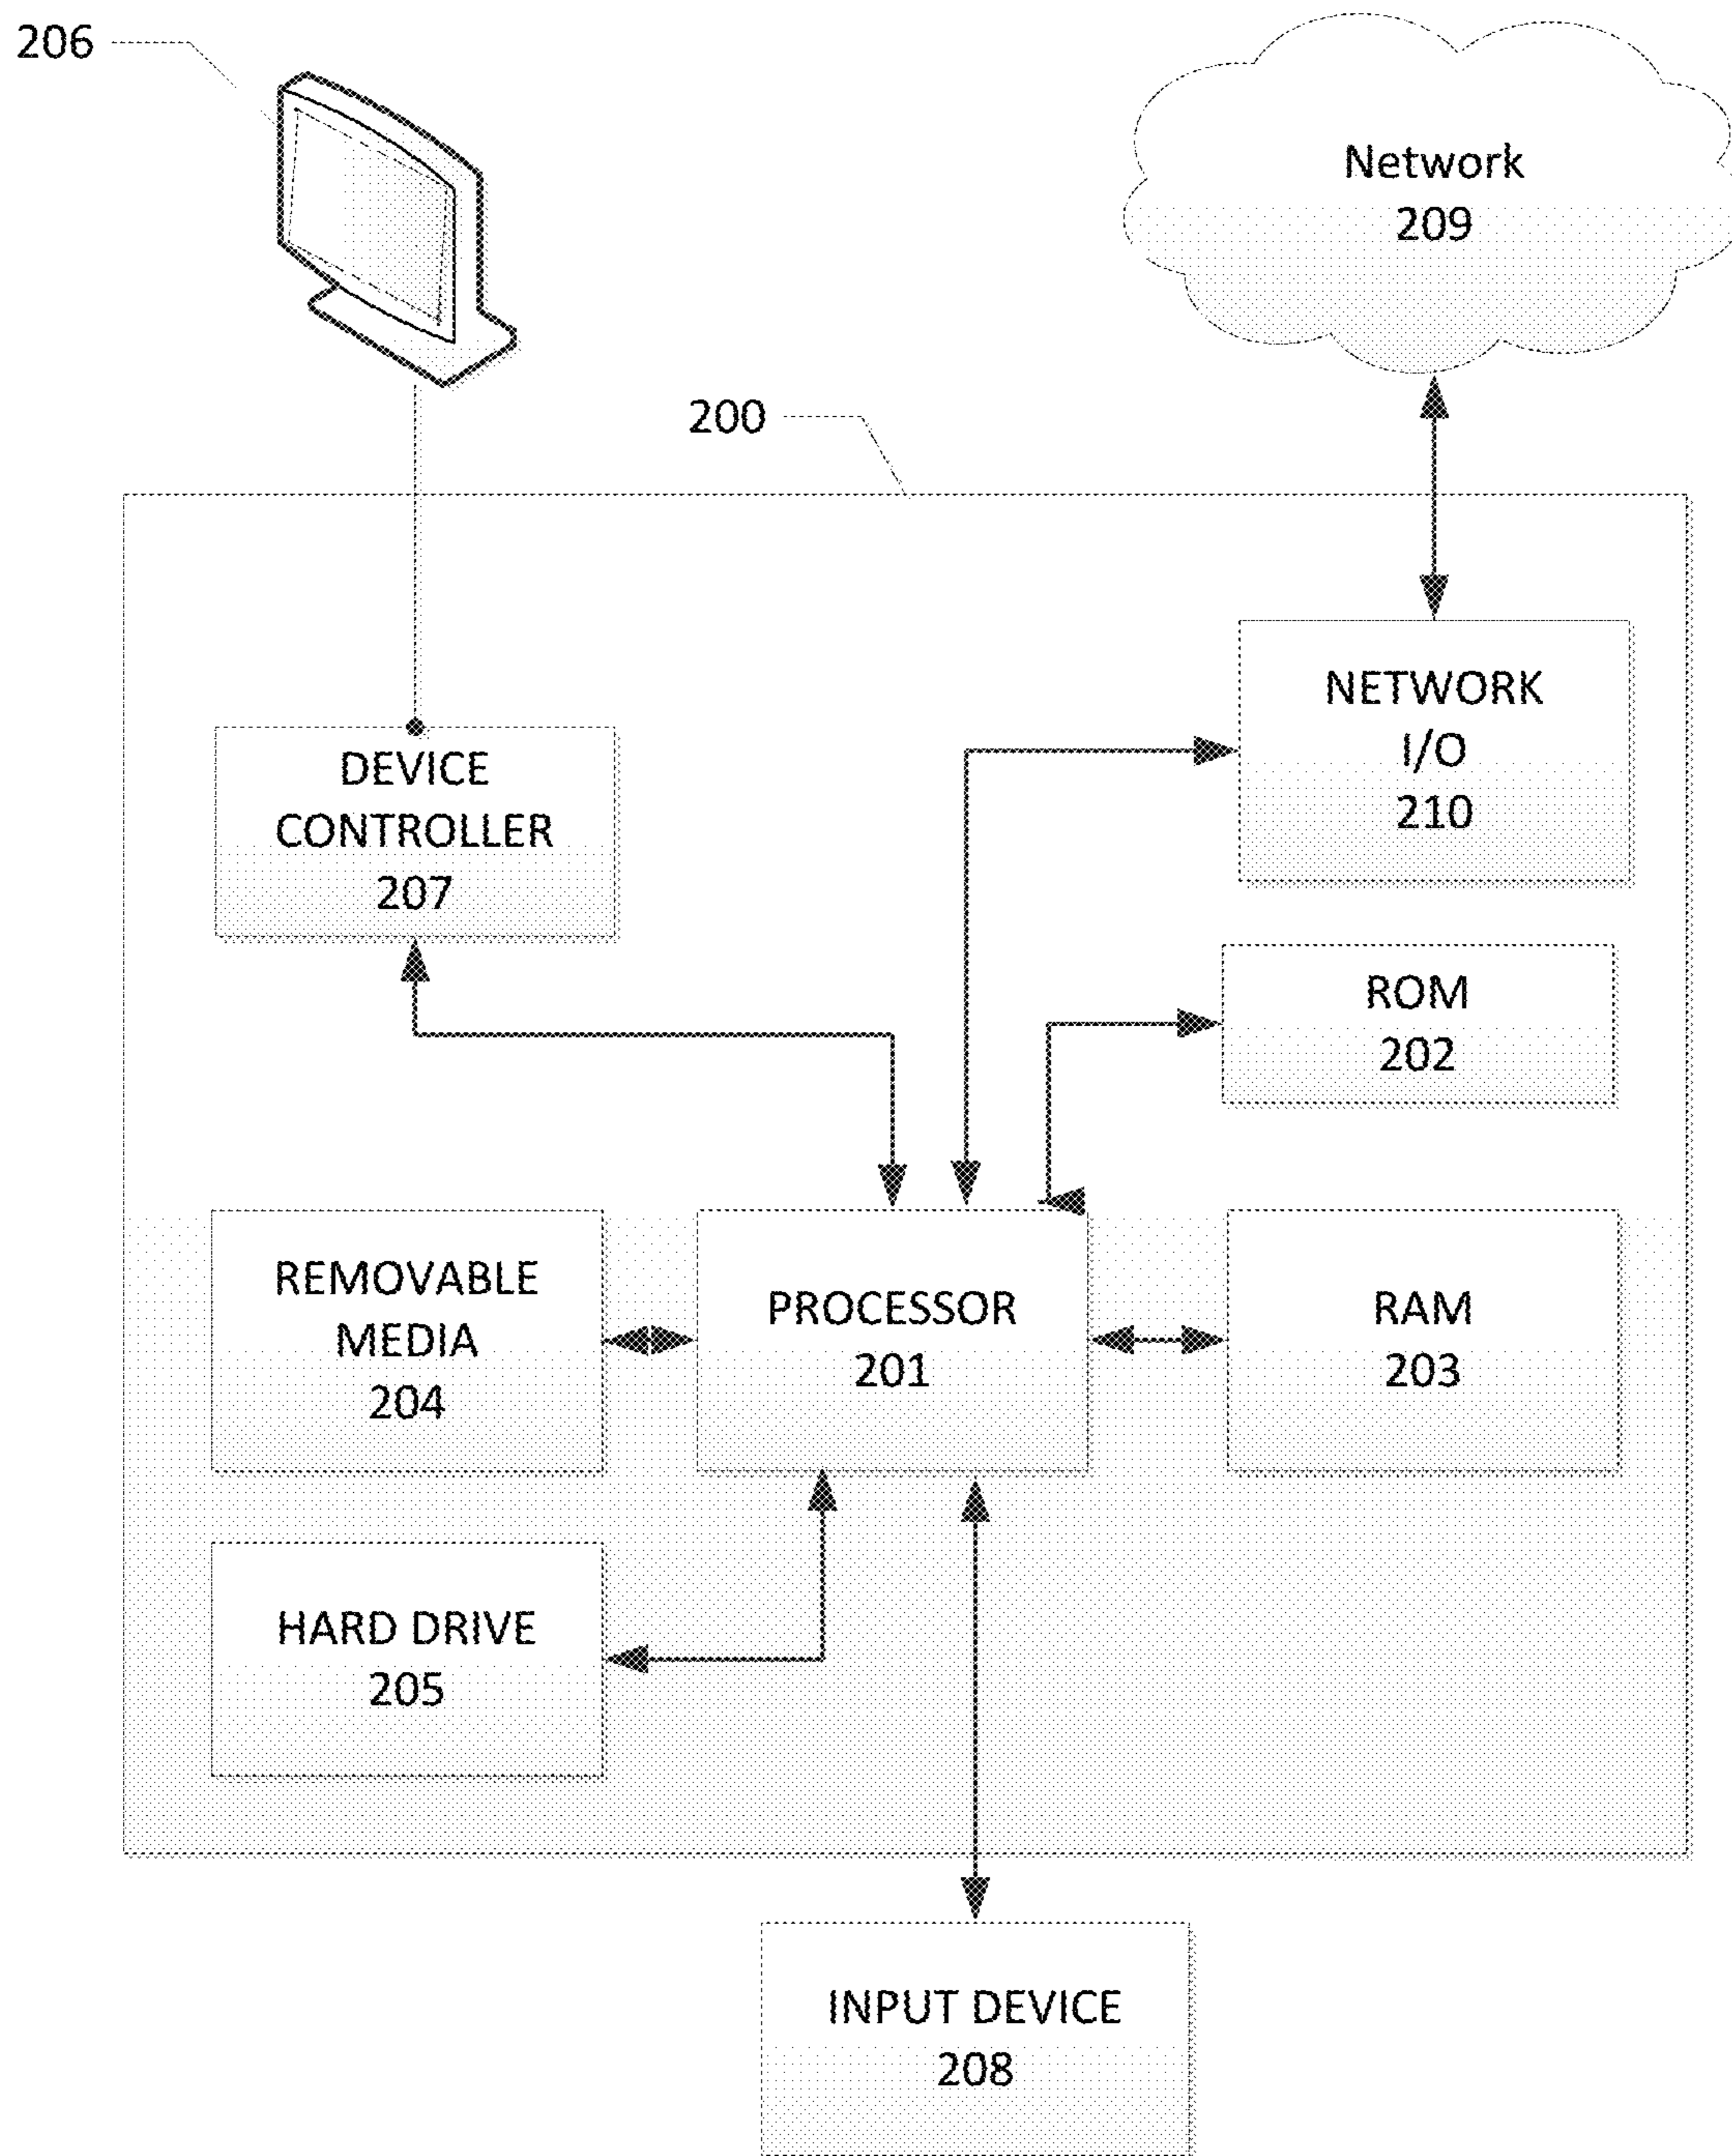 206
Network
209
200
NETWORK
I/O
210
DEVICE
CONTROLLER
207
ROM
202
REMOVABLE
MEDIA
204
PROCESSOR
201
RAM
203
HARD DRIVE
205
INPUT DEVICE
208